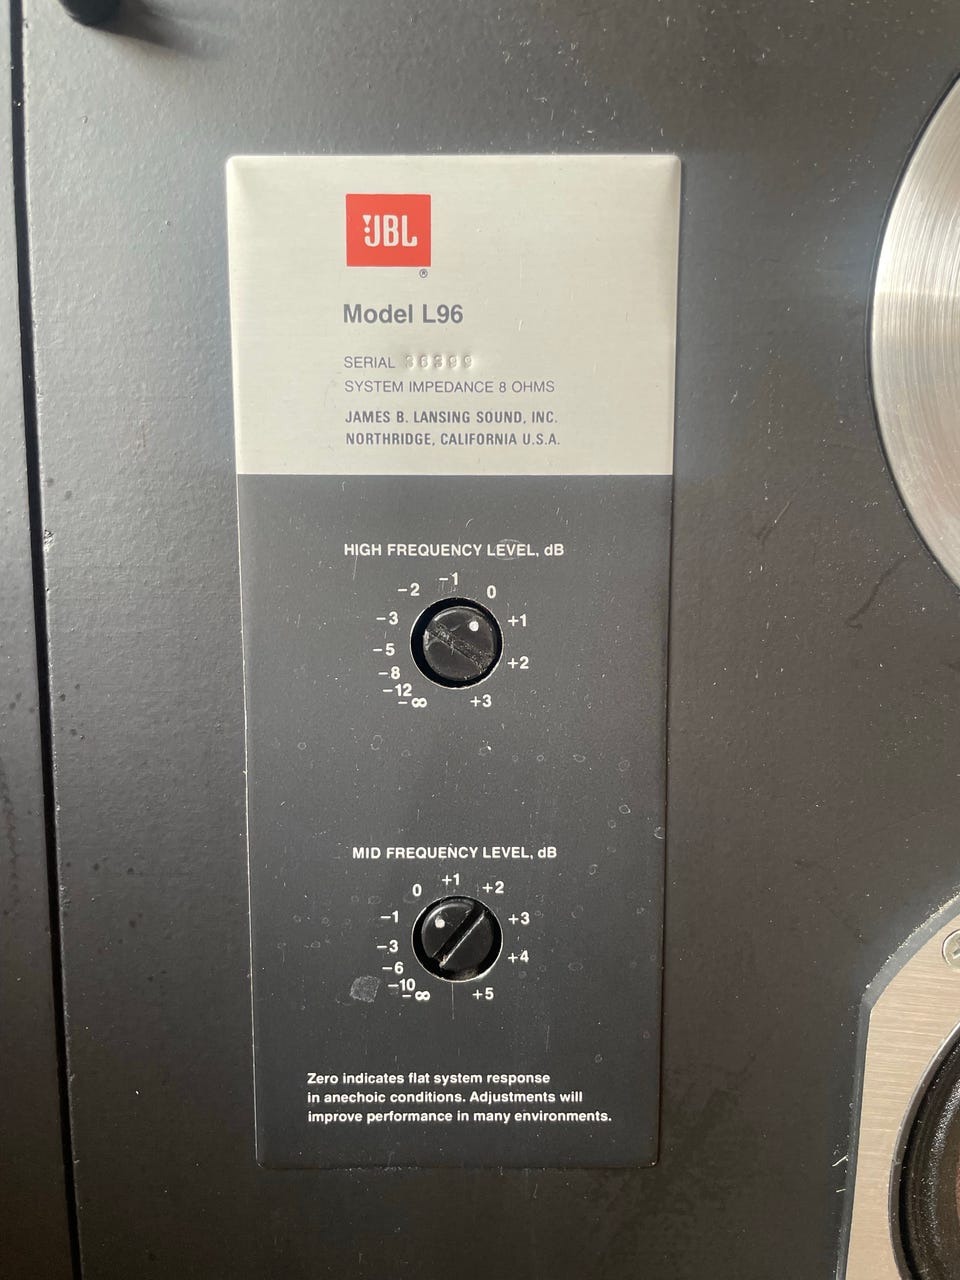 JBL
®
Model L96
SERIAL 36399
SYSTEM IMPEDANCE 8 OHMS
JAMES B. LANSING SOUND, INC.
NORTHRIDGE, CALIFORNIA U.S.A.
HIGH FREQUENCY LEVEL, dB
-2 -1 0
-3 +1
-5 +2
-8
-12
-∞ +3
MID FREQUENCY LEVEL, dB
0 +1 +2
-1 +3
-3 +4
-6
-10
-∞ +5
Zero indicates flat system response
in anechoic conditions. Adjustments will
improve performance in many environments.